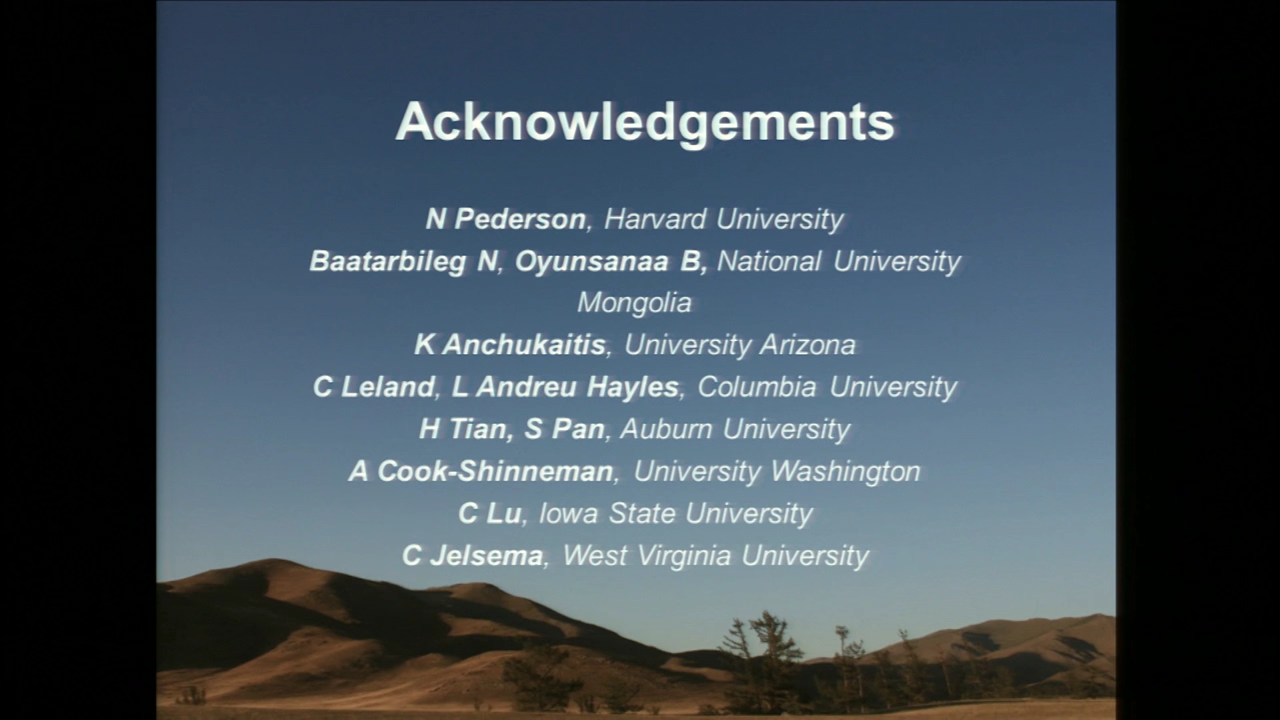 Acknowledgements
N Pederson, Harvard University
Baatarbileg N, Oyunsanaa B, National University
Mongolia
K Anchukaitis, University Arizona
C Leland, L Andreu Hayles, Columbia University
H Tian, S Pan, Auburn University
A Cook-Shinneman, University Washington
C Lu, Iowa State University
C Jelsema, West Virginia University